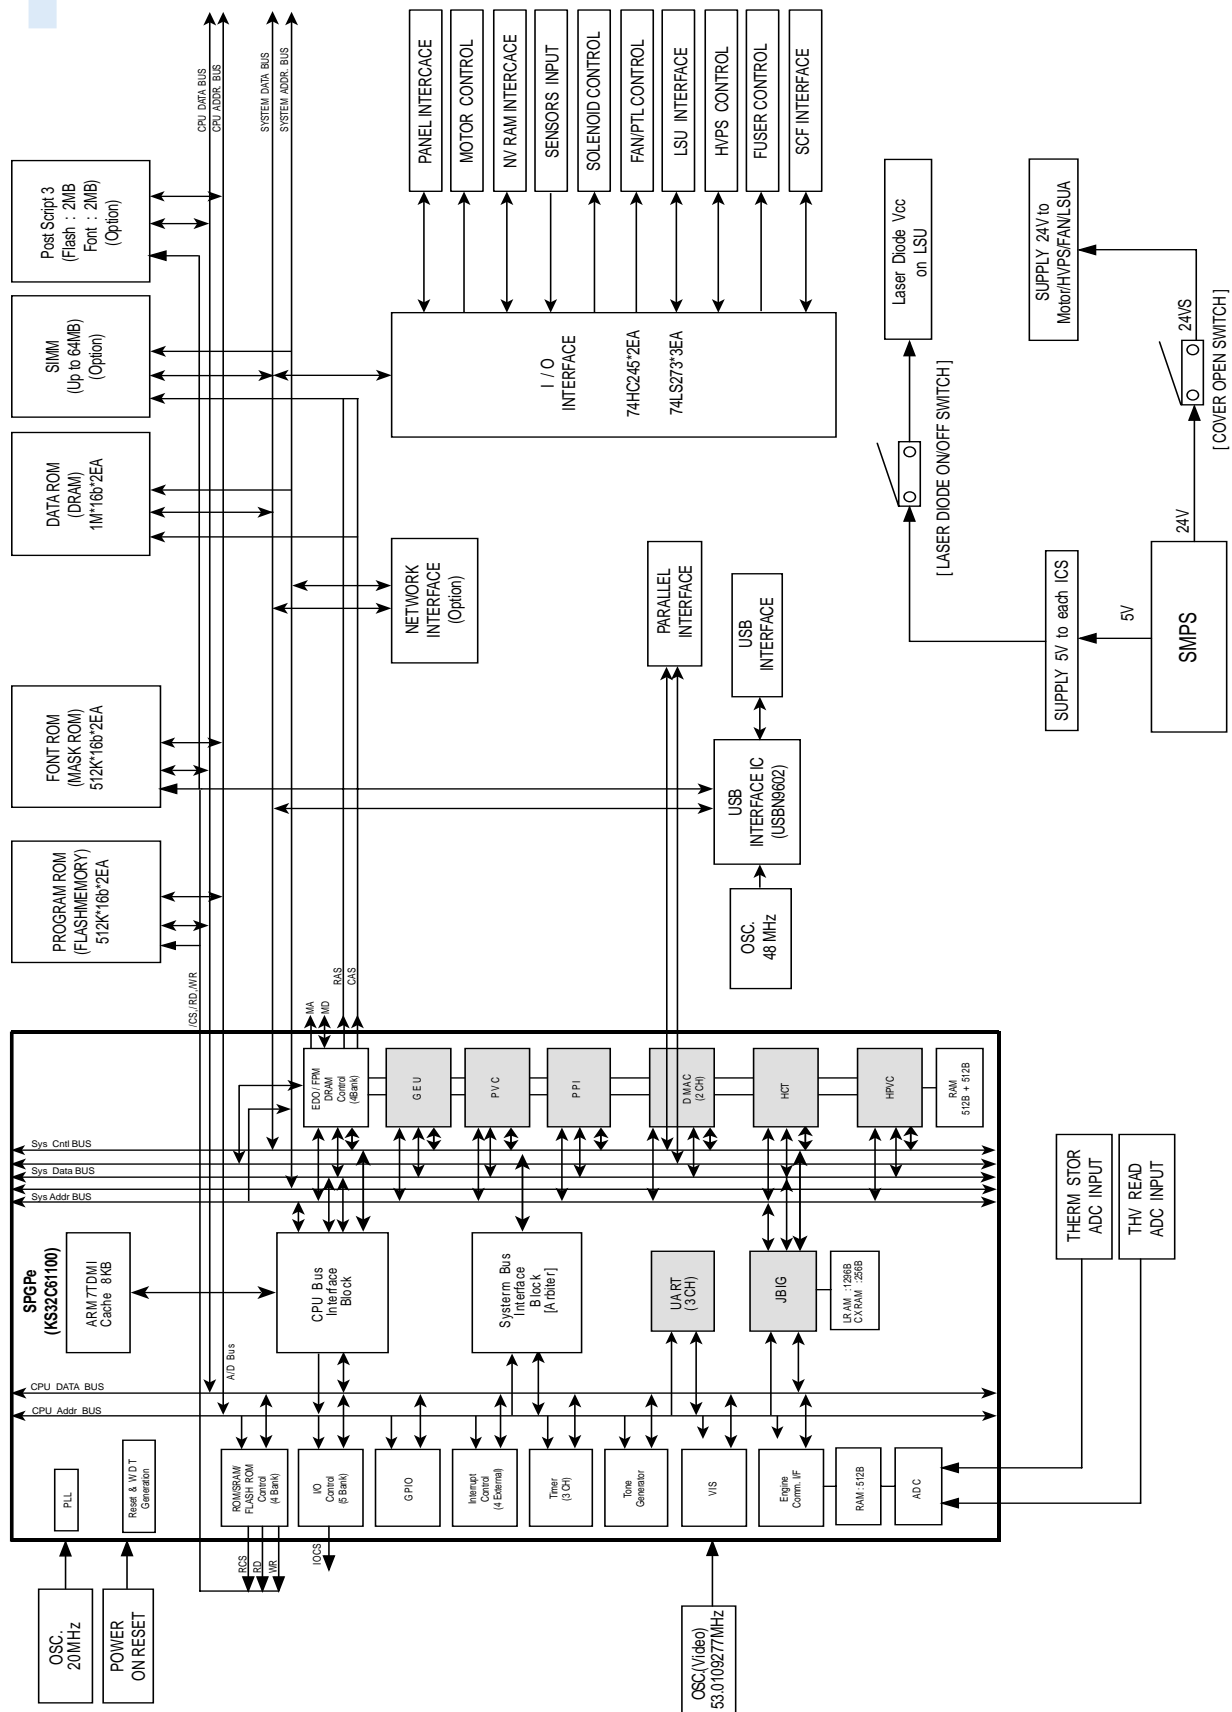 Post Script 3
(Flash : 2MB
Font : 2MB)
(Option)
SIMM
(Up to 64MB)
(Option)
DATA ROM
(DRAM)
1M*16b*2EA
FONT ROM
(MASK ROM)
512K*16b*2EA
PROGRAM ROM
(FLASHMEMORY)
512K*16b*2EA
CPU DATA BUS
CPU ADDR. BUS
SYSTEM DATA BUS
SYSTEM ADDR. BUS
/CS,/RD,/WR
MA
MD
RAS
CAS
PANEL INTERCACE
MOTOR CONTROL
NV RAM INTERCACE
SENSORS INPUT
SOLENOID CONTROL
FAN/PTL CONTROL
LSU INTERFACE
HVPS CONTROL
FUSER CONTROL
SCF INTERFACE
I / O
INTERFACE
74HC245*2EA
74LS273*3EA
NETWORK
INTERFACE
(Option)
PARALLEL
INTERFACE
USB
INTERFACE
USB
INTERFACE IC
(USBN9602)
OSC.
48 MHz
Laser Diode Vcc
on LSU
[ LASER DIODE ON/OFF SWITCH ]
SUPPLY 24V to
Motor/HVPS/FAN/LSUA
24VS
[ COVER OPEN SWITCH ]
24V
SUPPLY 5V to each ICS
5V
SMPS
SPGPe
(KS32C61100)
ARM7TDMI
Cache 8KB
Sys Cntl BUS
Sys Data BUS
Sys Addr BUS
EDO / FPM
DRAM
Control
(4Bank)
GEU
PVC
PPI
DMAC
(2 CH)
HCT
HPVC
RAM
512B + 512B
CPU Bus
Interface
Block
Systerm Bus
Interface
Block
[Arbiter]
UART
(3 CH)
JBIG
LRAM :1296B
CX RAM :256B
A/D Bus
CPU DATA BUS
CPU Addr BUS
PLL
Reset & WDT
Generation
ROM/SRAM/
FLASH ROM
Control
(4 Bank)
I/O
Control
(5 Bank)
GPIO
Interrupt
Control
(4 External)
Timer
(3 CH)
Tone
Generator
VIS
Engine
Comm. I/F
RAM : 512B
ADC
RCS
RD
WR
IOCS
OSC.
20MHz
POWER
ON RESET
OSC.(Video)
53.0109277MHz
THERM STOR
ADC INPUT
THV READ
ADC INPUT